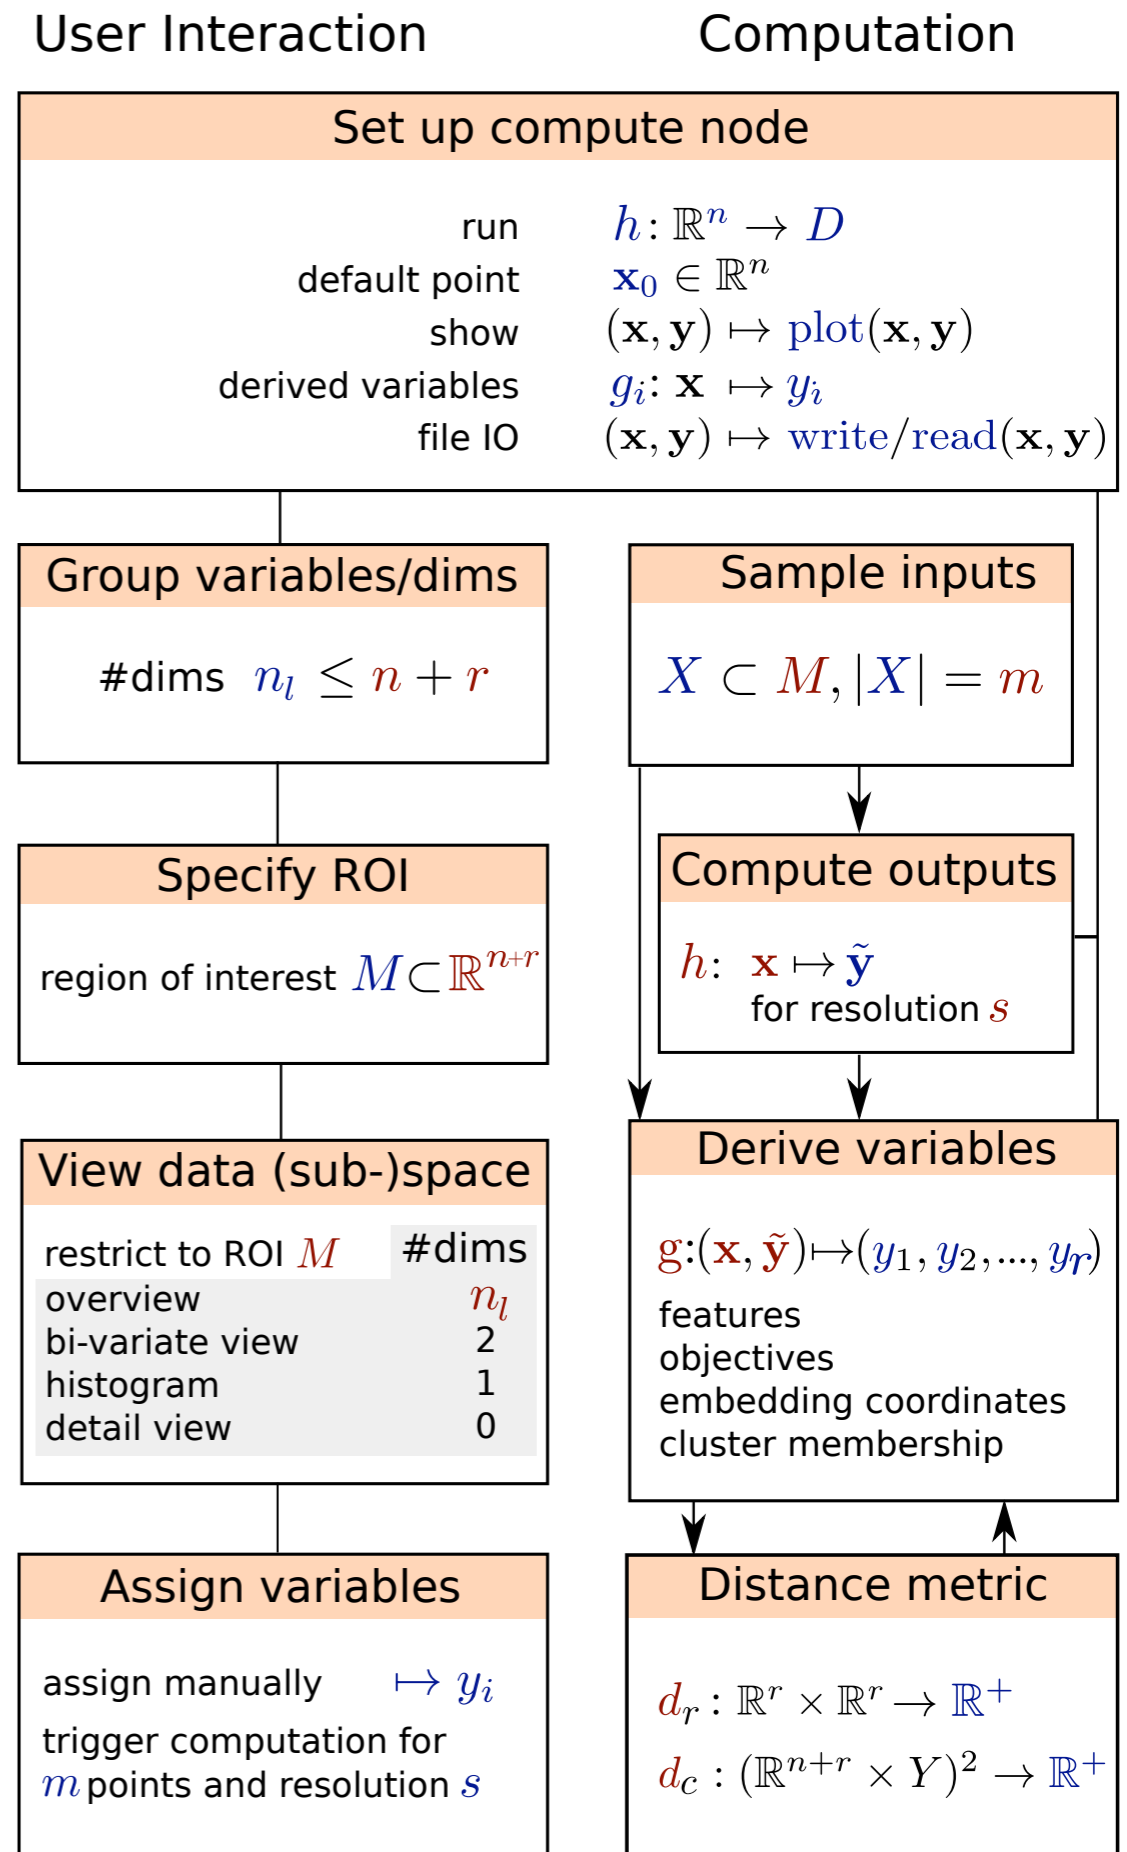 User Interaction
Computation
Set up compute node
run h: ℝⁿ → D
default point 𝐱₀ ∈ ℝⁿ
show (𝐱, 𝐲) ↦ plot(𝐱, 𝐲)
derived variables gᵢ: 𝐱 ↦ yᵢ
file IO (𝐱, 𝐲) ↦ write/read(𝐱, 𝐲)
Group variables/dims
#dims nₗ ≤ n + r
Sample inputs
X ⊂ M, |X| = m
Specify ROI
region of interest M ⊂ ℝⁿ⁺ʳ
Compute outputs
h: 𝐱 ↦ 𝐲̃
for resolution s
View data (sub-)space
restrict to ROI M #dims
overview nₗ
bi-variate view 2
histogram 1
detail view 0
Derive variables
g:(𝐱, 𝐲̃)↦(y₁, y₂, ..., yᵣ)
features
objectives
embedding coordinates
cluster membership
Assign variables
assign manually ↦ yᵢ
trigger computation for
m points and resolution s
Distance metric
dᵣ : ℝʳ × ℝʳ → ℝ⁺
d_c : (ℝⁿ⁺ʳ × Y)² → ℝ⁺